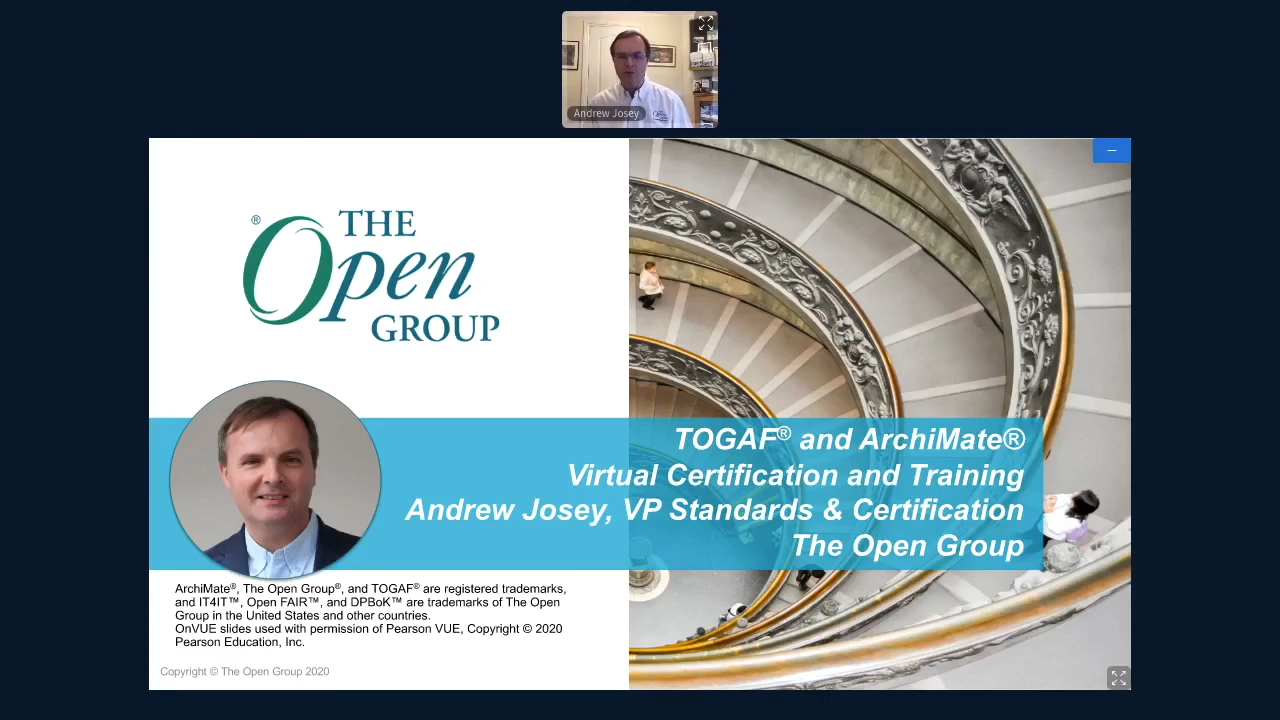 Andrew Josey
®
THE
Open
GROUP
TOGAF® and ArchiMate®
Virtual Certification and Training
Andrew Josey, VP Standards & Certification
The Open Group
ArchiMate®, The Open Group®, and TOGAF® are registered trademarks,
and IT4IT™, Open FAIR™, and DPBoK™ are trademarks of The Open
Group in the United States and other countries.
OnVUE slides used with permission of Pearson VUE, Copyright © 2020
Pearson Education, Inc.
Copyright © The Open Group 2020